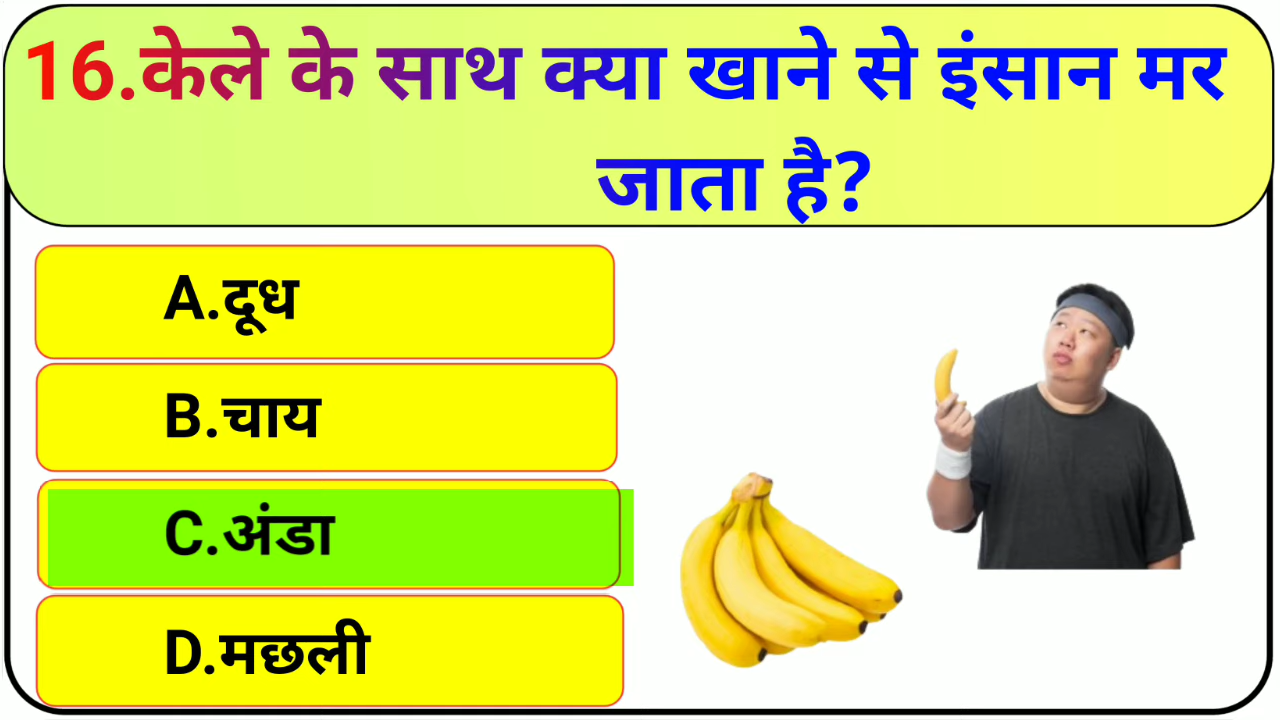 16.केले के साथ क्या खाने से इंसान मर
जाता है?
A.दूध
B.चाय
C.अंडा
D.मछली